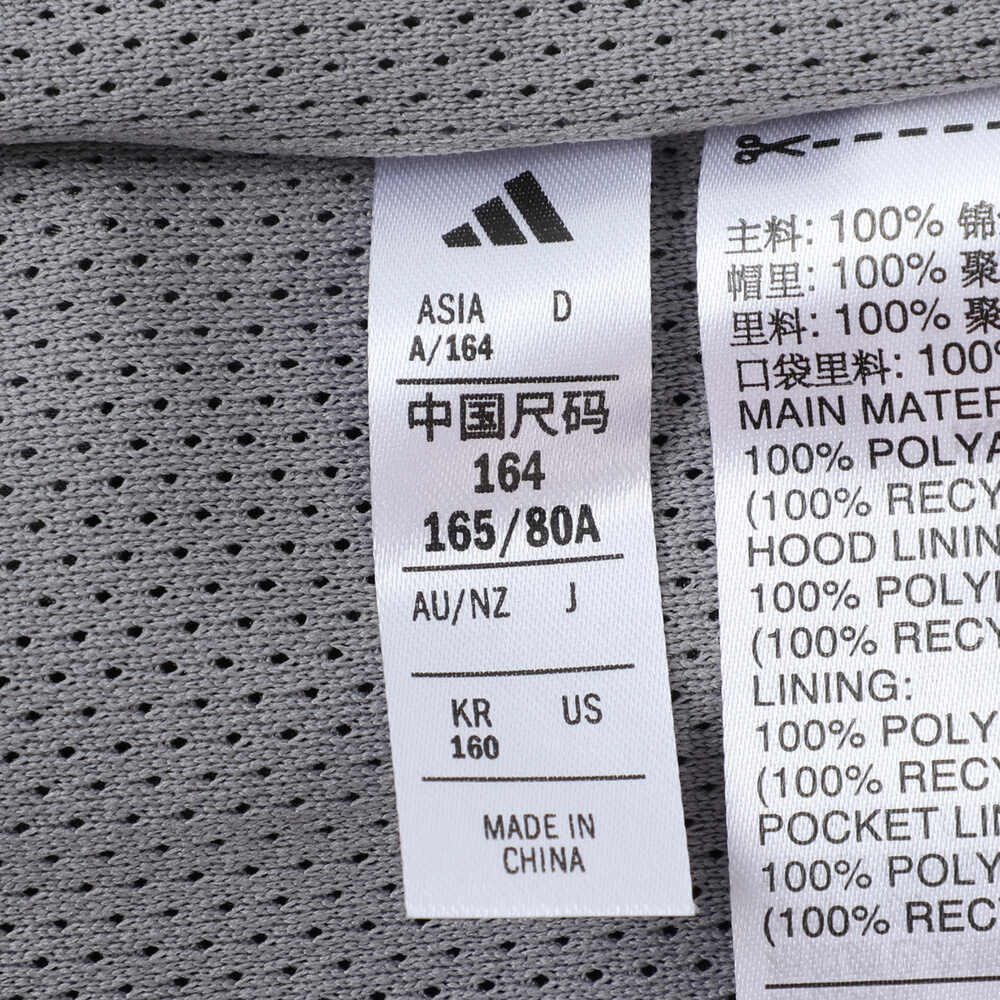 ASIA D
A/164
中国尺码
164
165/80A
AU/NZ J
KR US
160
MADE IN
CHINA
主料: 100% 锦
帽里: 100% 聚
里料: 100% 聚
口袋里料: 100%
MAIN MATER
100% POLYA
(100% RECY
HOOD LININ
100% POLY
(100% RECY
LINING:
100% POLY
(100% RECY
POCKET LI
100% POLY
(100% REC